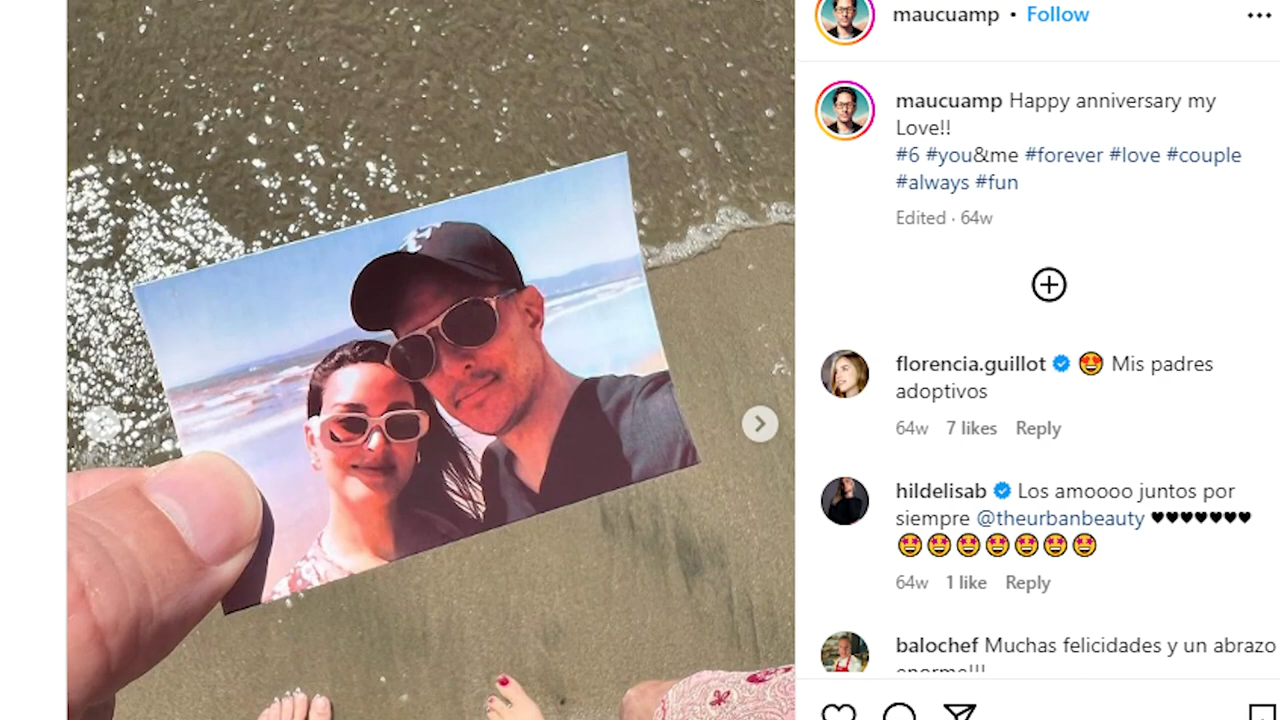 maucuamp • Follow
maucuamp Happy anniversary my
Love!!
#6 #you&me #forever #love #couple
#always #fun
Edited · 64w
florencia.guillot 😍 Mis padres
adoptivos
64w 7 likes Reply
hildelisab Los amoooo juntos por
siempre @theurbanbeauty ♥♥♥♥♥♥♥
🤩🤩🤩🤩🤩🤩🤩
64w 1 like Reply
balochef Muchas felicidades y un abrazo
enorme!!!